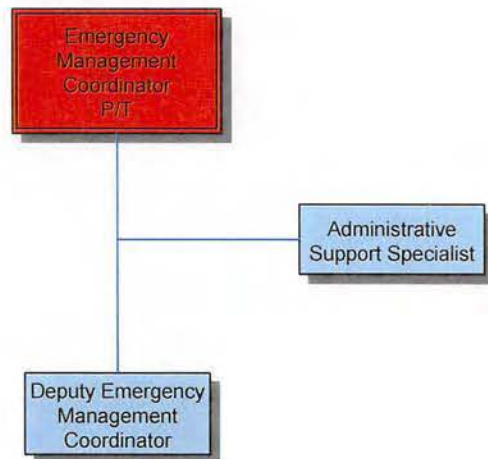 Emergency
Management
Coordinator
P/T
Administrative
Support Specialist
Deputy Emergency
Management
Coordinator